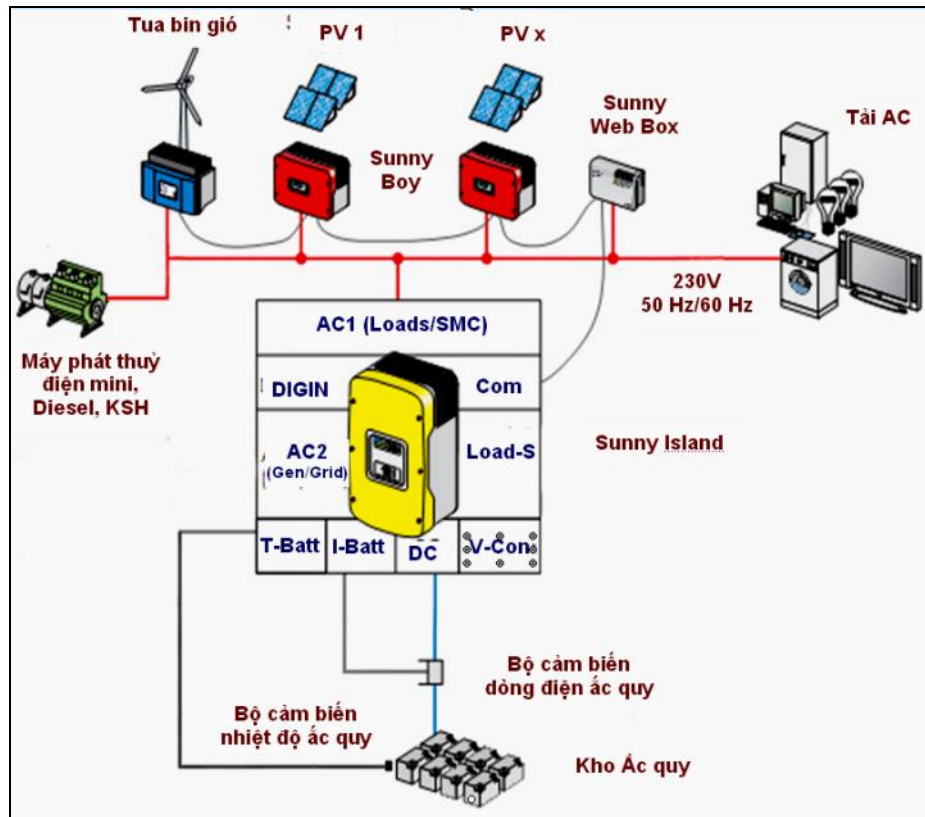 Tua bin gió
PV 1
PV x
Sunny
Web Box
Tải AC
Sunny
Boy
230V
50 Hz/60 Hz
Máy phát thuỷ
điện mini,
Diesel, KSH
AC1 (Loads/SMC)
DIGIN
Com
AC2
(Gen/Grid)
Load-S
Sunny Island
T-Batt
I-Batt
DC
V-Con
Bộ cảm biến
dòng điện ắc quy
Bộ cảm biến
nhiệt độ ắc quy
Kho Ắc quy